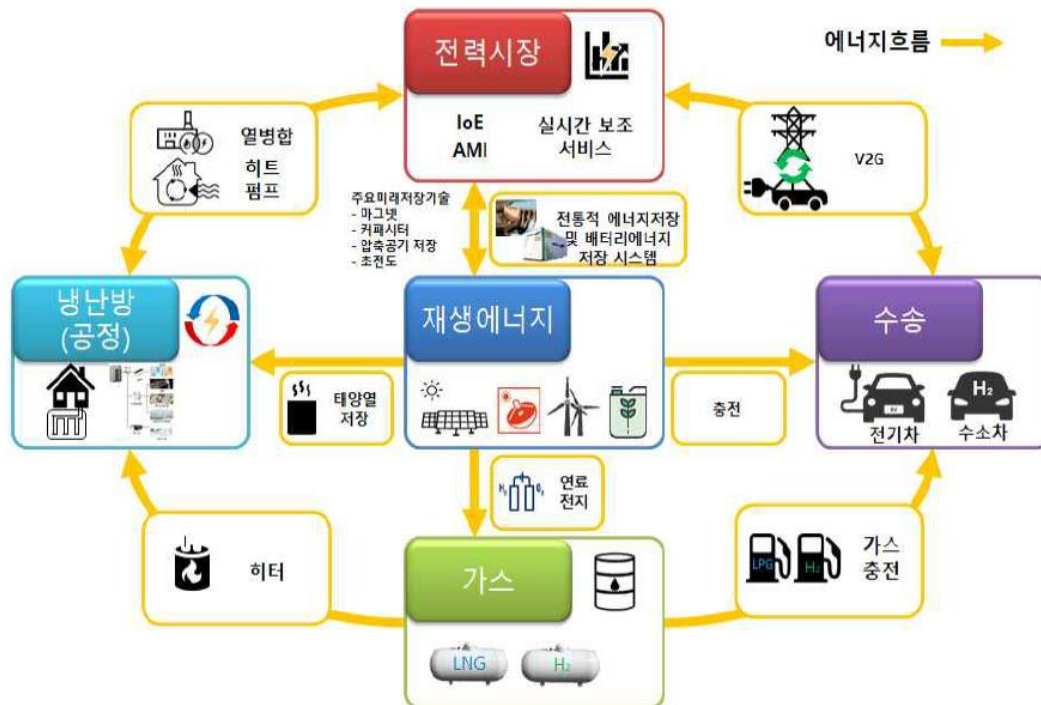 전력시장
에너지흐름
IoE
AMI
실시간 보조
서비스
열병합
히트
펌프
V2G
주요미래저장기술
- 마그넷
- 커패시터
- 압축공기 저장
- 초전도
전통적 에너지저장
및 배터리에너지
저장 시스템
냉난방
(공정)
재생에너지
수송
태양열
저장
충전
EV
H2
전기차
수소차
H2
O2
연료
전지
히터
가스
LPG
H2
가스
충전
LNG
H2